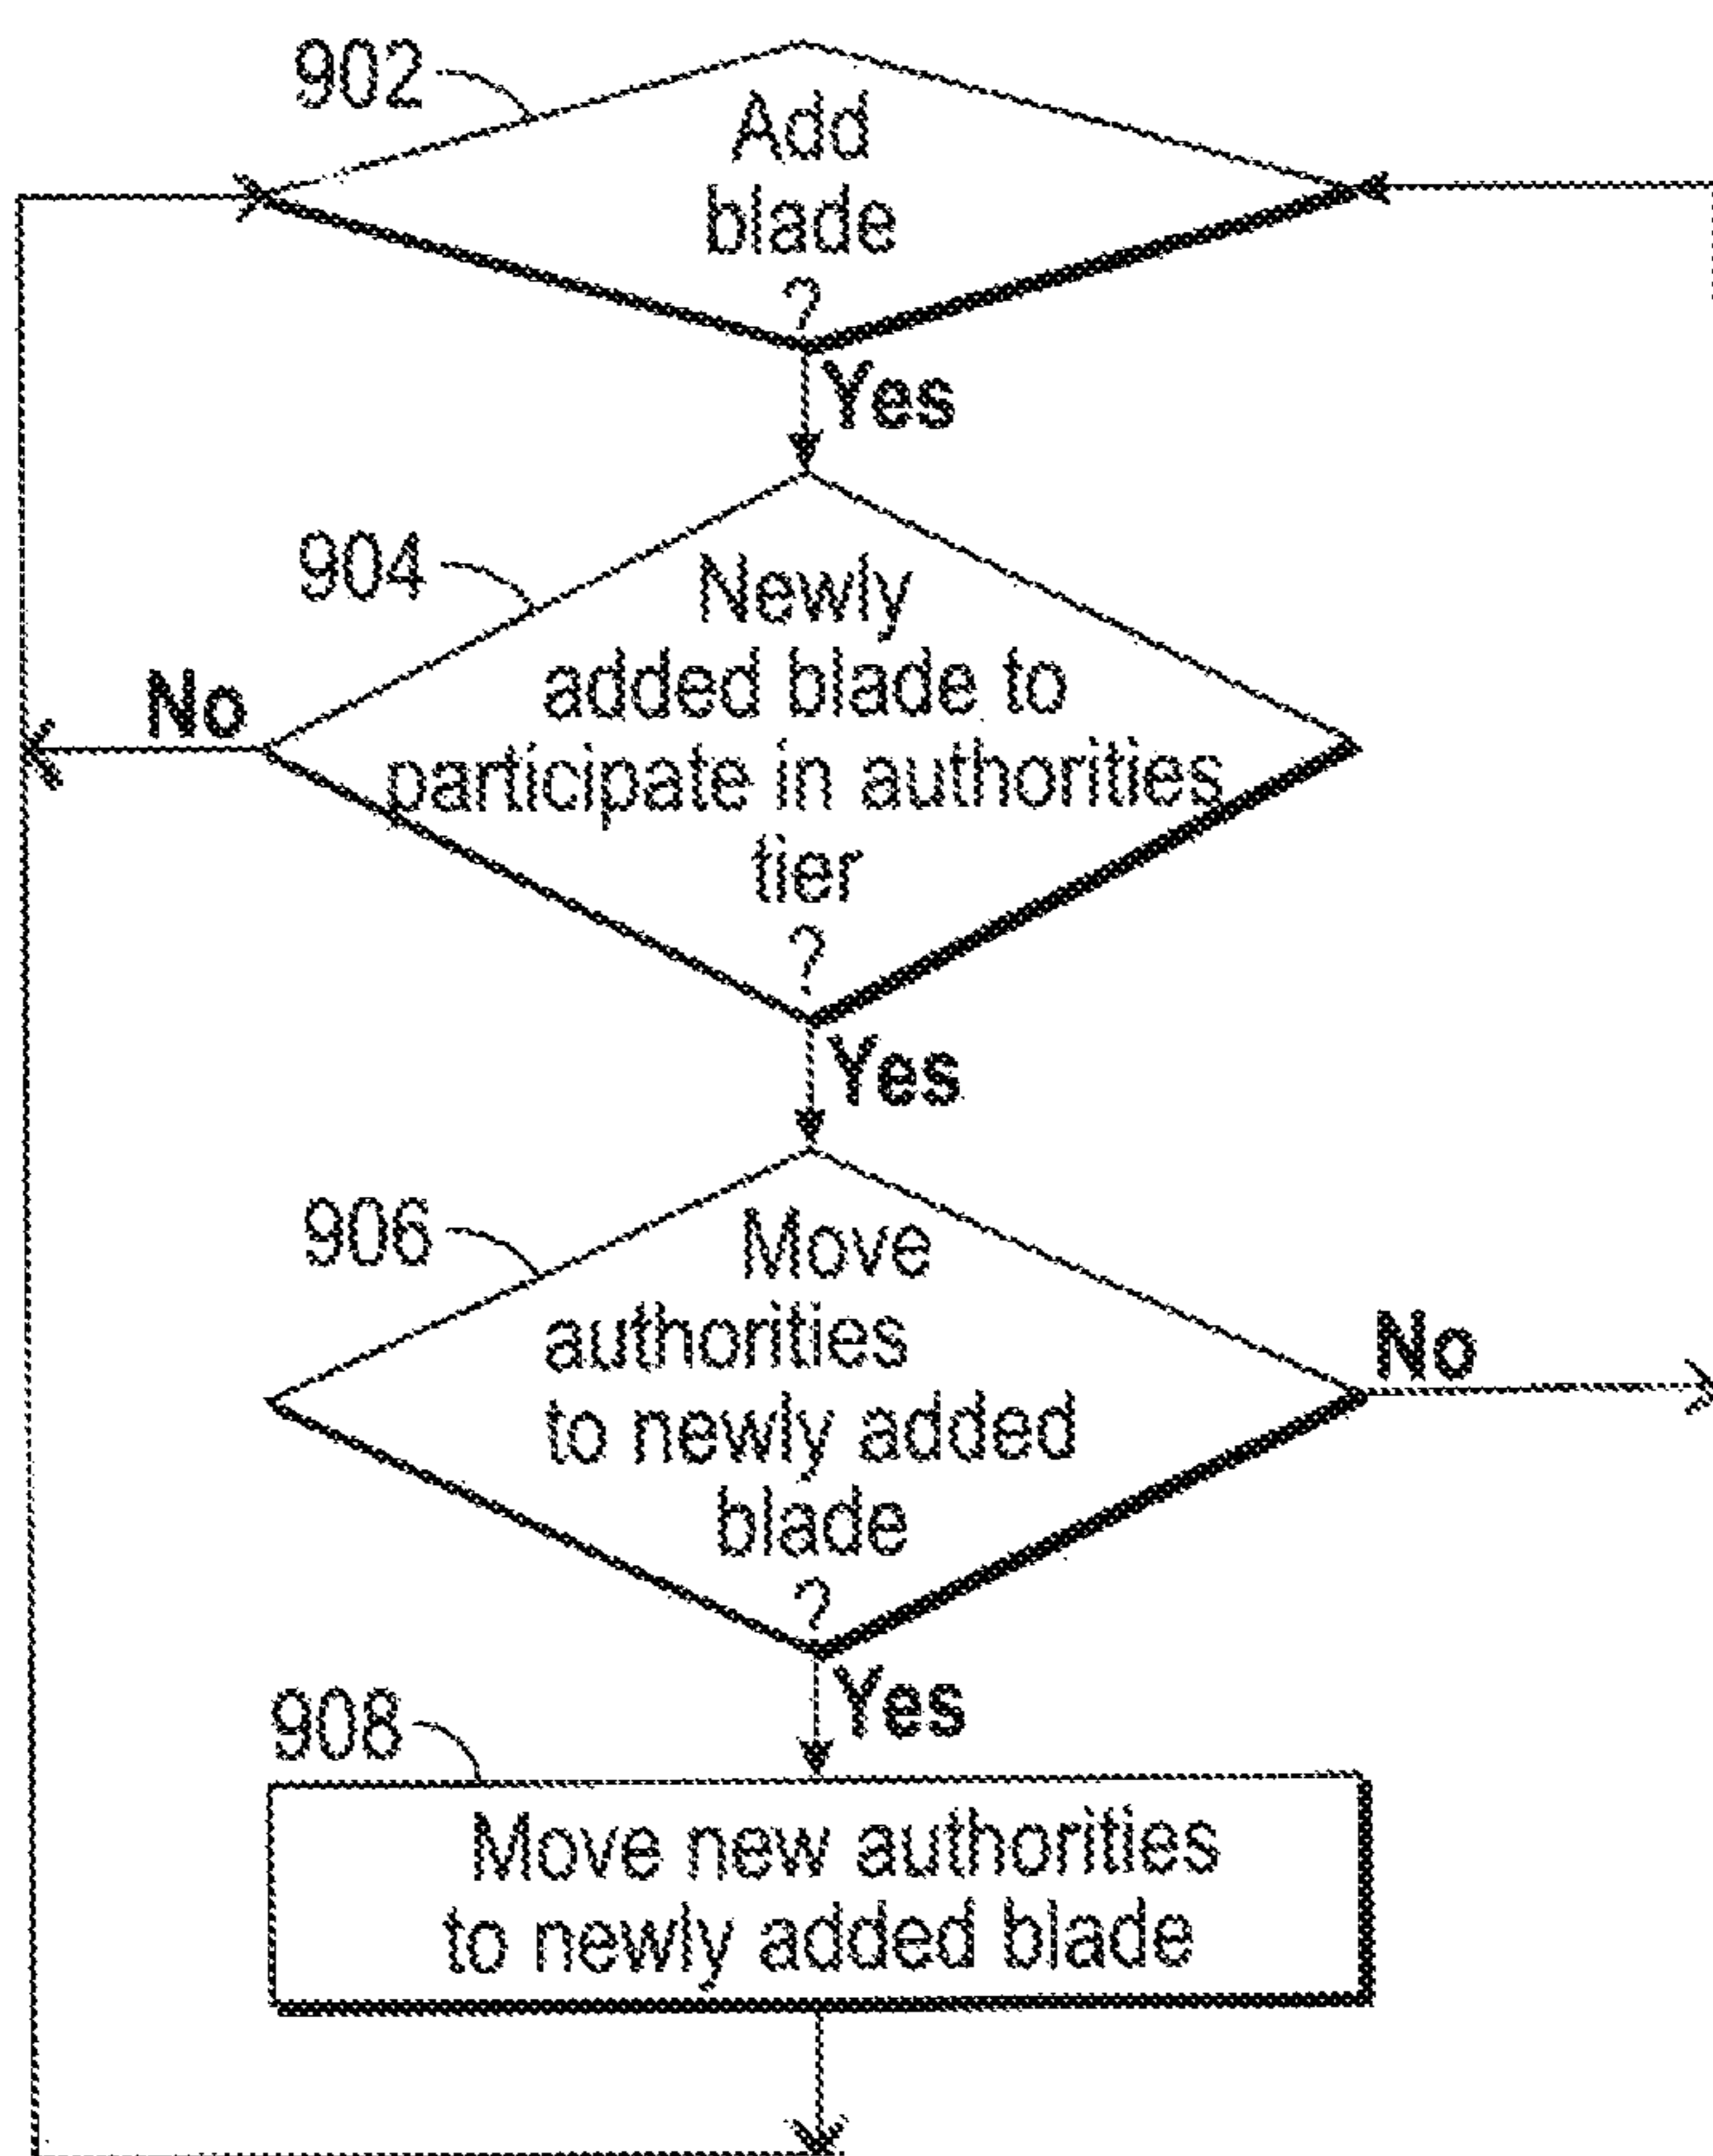 902
Add
blade
?
Yes
904
Newly
added blade to
participate in authorities
tier
?
No
Yes
906
Move
authorities
to newly added
blade
?
No
Yes
908
Move new authorities
to newly added blade